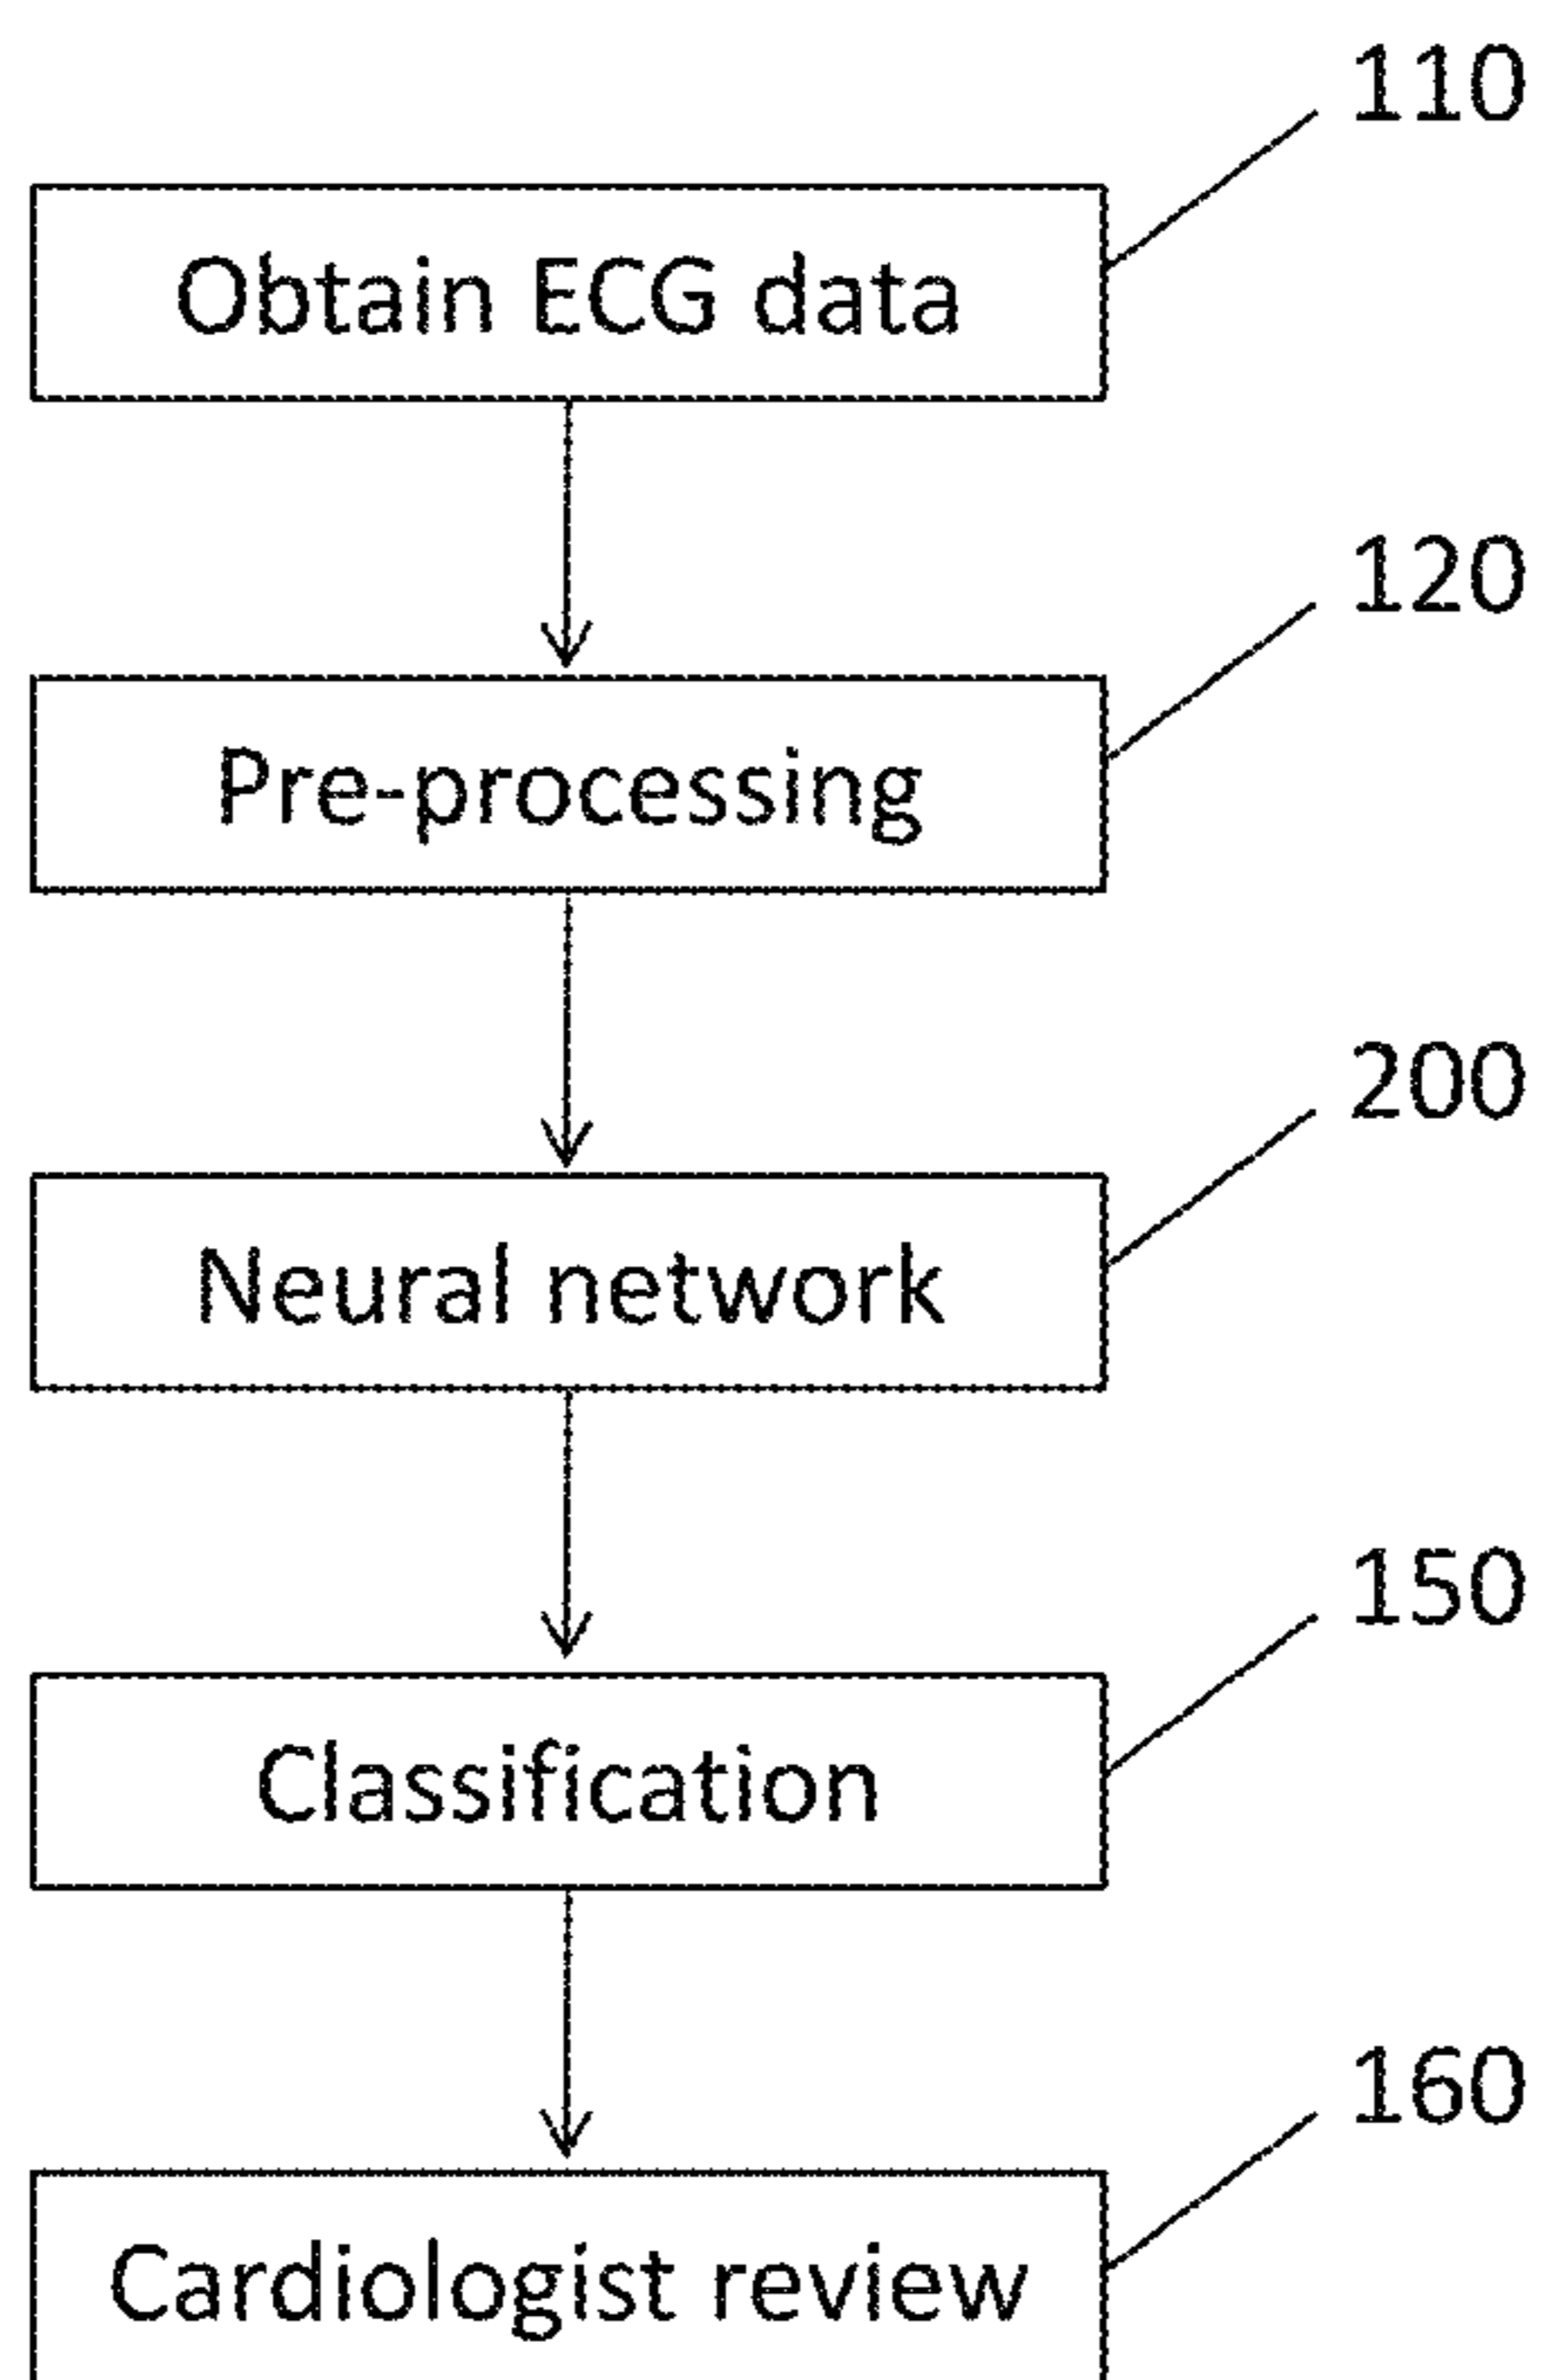 110
Obtain ECG data
120
Pre-processing
200
Neural network
150
Classification
160
Cardiologist review